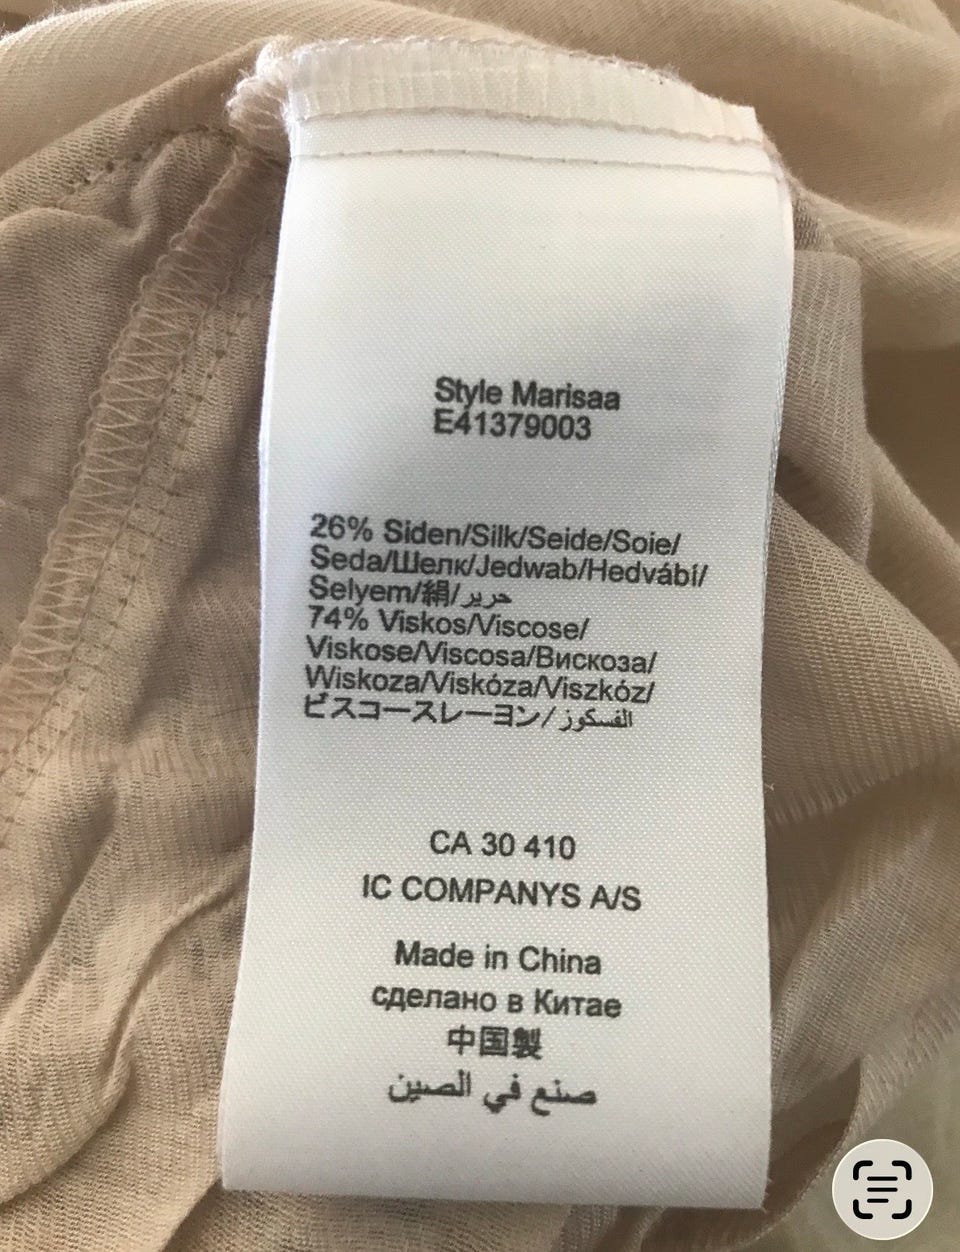 Style Marisaa
E41379003
26% Siden/Silk/Seide/Soie/
Seda/Шелк/Jedwab/Hedvábí/
Selyem/絹/حرير
74% Viskos/Viscose/
Viskose/Viscosa/Вискоза/
Wiskoza/Viskóza/Viszkóz/
ビスコースレーヨン/الفسكوز
CA 30 410
IC COMPANYS A/S
Made in China
сделано в Китае
中国製
صنع في الصين